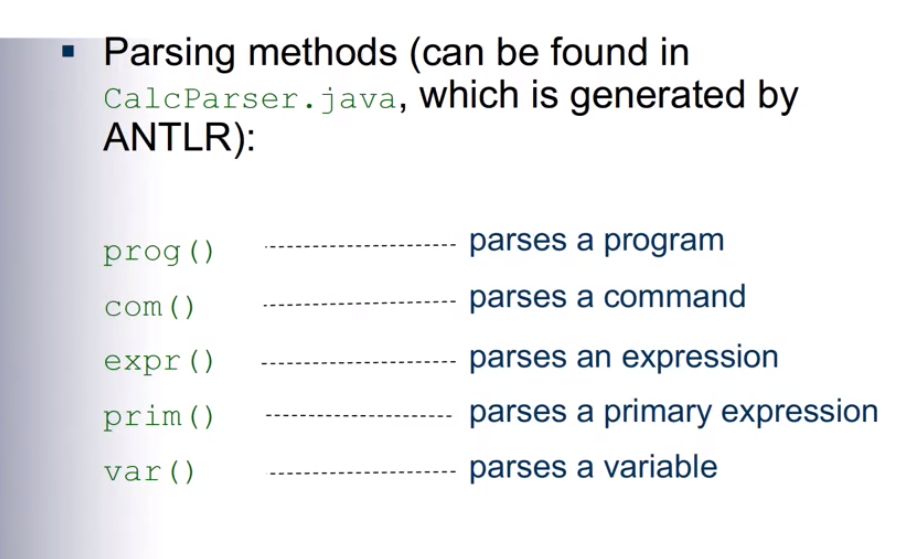 ▪ Parsing methods (can be found in
CalcParser.java, which is generated by
ANTLR):
prog() parses a program
com() parses a command
expr() parses an expression
prim() parses a primary expression
var() parses a variable